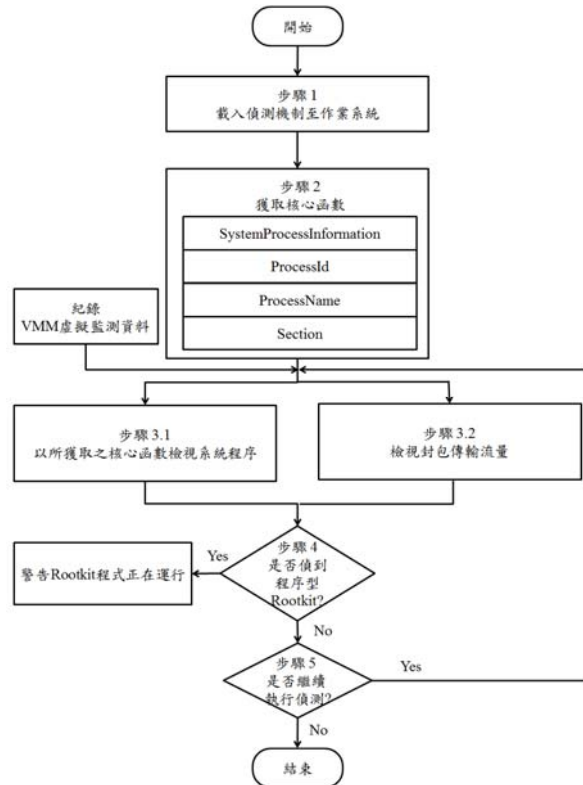 開始
步驟 1
載入偵測機制至作業系統
步驟 2
獲取核心函數
SystemProcessInformation
ProcessId
ProcessName
Section
紀錄
VMM虛擬監測資料
步驟 3.1
以所獲取之核心函數檢視系統程序
步驟 3.2
檢視封包傳輸流量
步驟 4
是否偵到
程序型
Rootkit?
Yes
警告Rootkit程式正在運行
No
步驟 5
是否繼續
執行偵測?
Yes
No
結束